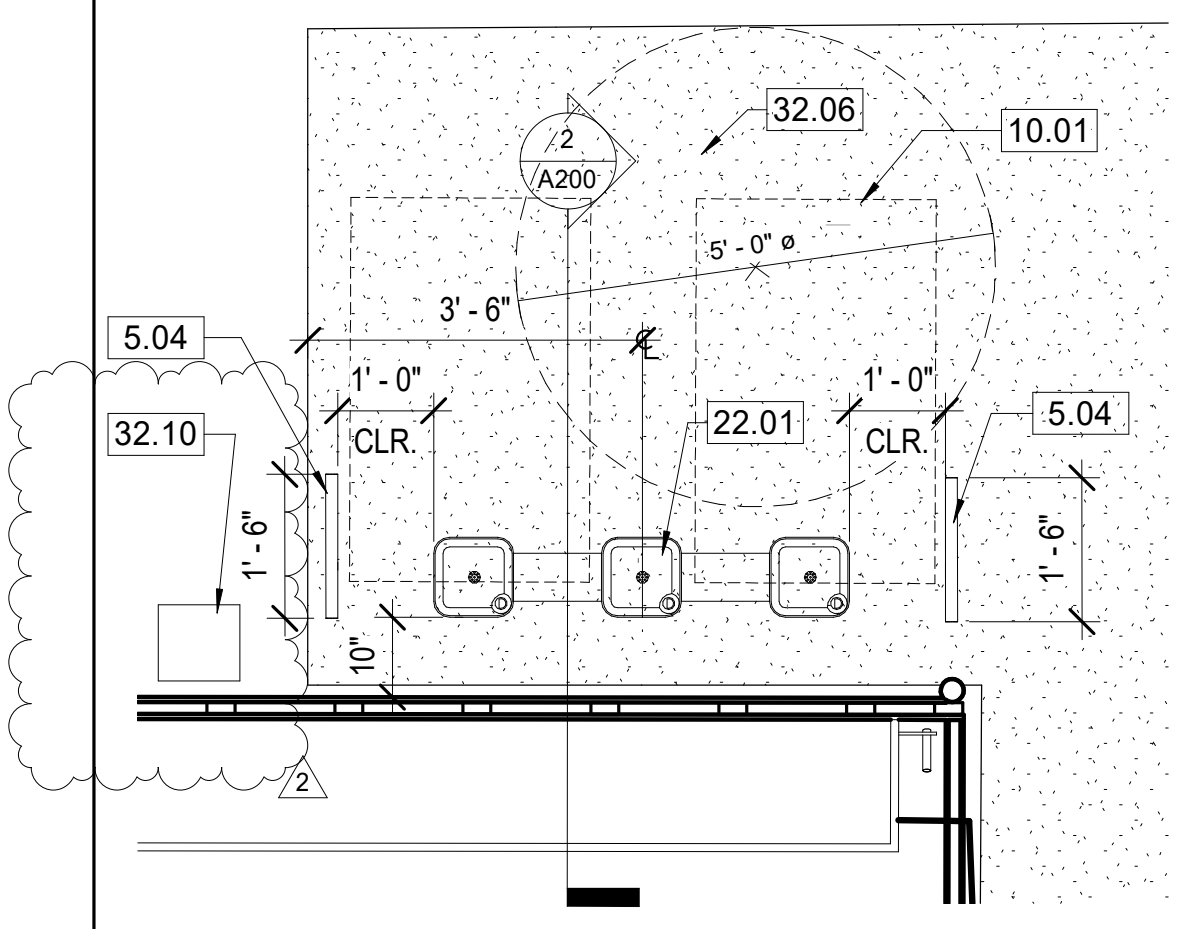 32.06
10.01
2
A200
5' - 0" ø
3' - 6"
℄
5.04
1' - 0"
CLR.
1' - 0"
CLR.
22.01
5.04
32.10
1' - 6"
1' - 6"
10"
2